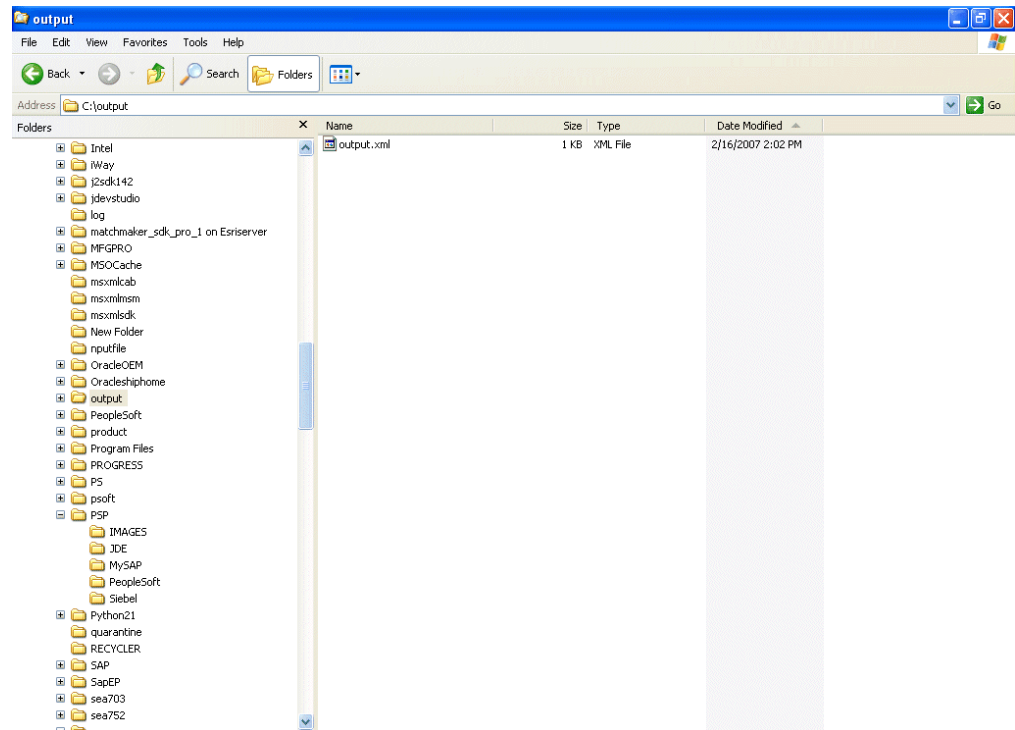 output
File Edit View Favorites Tools Help
Back Search Folders
Address C:\output Go
Folders Name Size Type Date Modified
output.xml 1 KB XML File 2/16/2007 2:02 PM
Intel
iWay
j2sdk142
jdevstudio
log
matchmaker_sdk_pro_1 on Esriserver
MFGPRO
MSOCache
msxmlcab
msxmlmsm
msxmlsdk
New Folder
nputfile
OracleOEM
Oracleshiphome
output
PeopleSoft
product
Program Files
PROGRESS
PS
psoft
PSP
IMAGES
JDE
MySAP
PeopleSoft
Siebel
Python21
quarantine
RECYCLER
SAP
SapEP
sea703
sea752